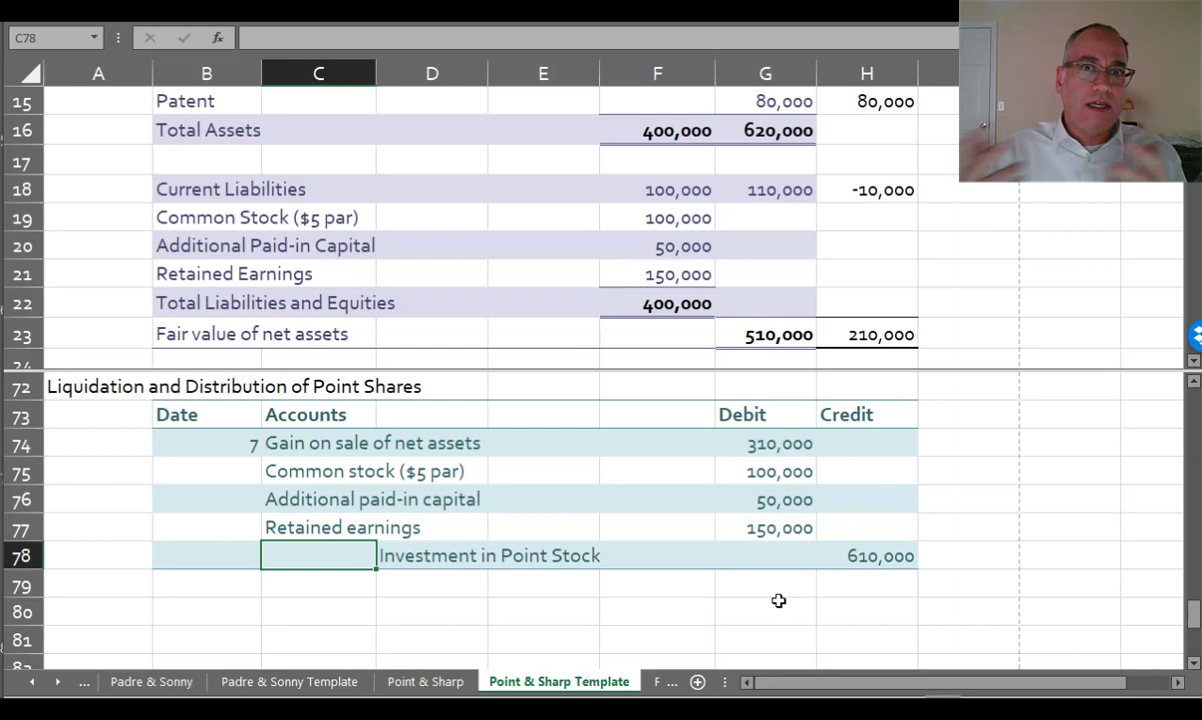 C78 fx
A B C D E F G H
15 Patent 80,000 80,000
16 Total Assets 400,000 620,000
17
18 Current Liabilities 100,000 110,000 -10,000
19 Common Stock ($5 par) 100,000
20 Additional Paid-in Capital 50,000
21 Retained Earnings 150,000
22 Total Liabilities and Equities 400,000
23 Fair value of net assets 510,000 210,000
24
72 Liquidation and Distribution of Point Shares
73 Date Accounts Debit Credit
74 7 Gain on sale of net assets 310,000
75 Common stock ($5 par) 100,000
76 Additional paid-in capital 50,000
77 Retained earnings 150,000
78 Investment in Point Stock 610,000
79
80
81
82
... Padre & Sonny Padre & Sonny Template Point & Sharp Point & Sharp Template F ...